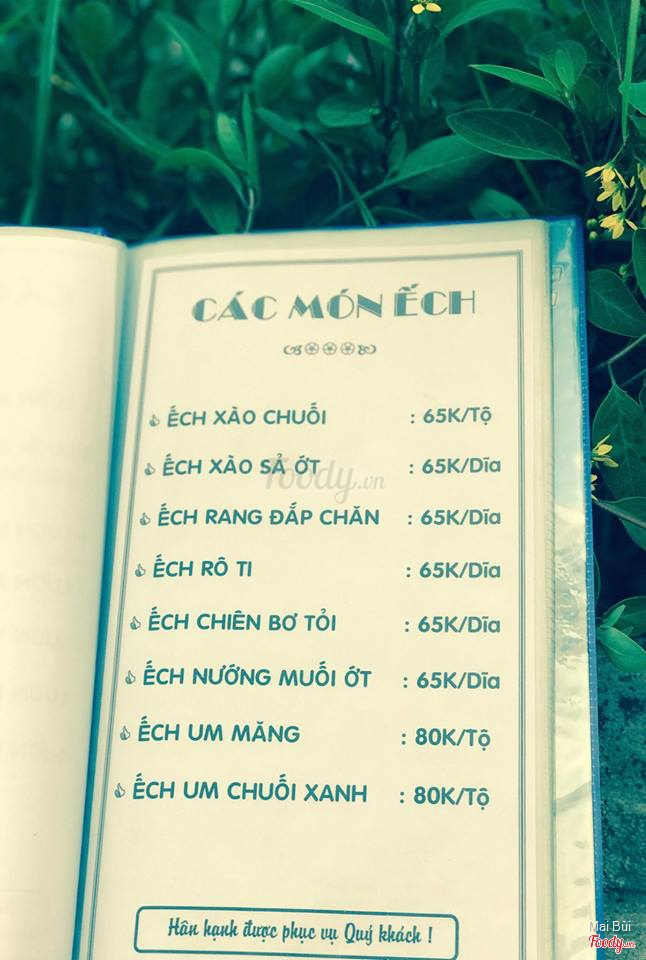 CÁC MÓN ẾCH
ẾCH XÀO CHUỐI : 65K/Tộ
ẾCH XÀO SẢ ỚT : 65K/Dĩa
Foody.vn
ẾCH RANG ĐẮP CHĂN : 65K/Dĩa
ẾCH RÔ TI : 65K/Dĩa
ẾCH CHIÊN BƠ TỎI : 65K/Dĩa
ẾCH NƯỚNG MUỐI ỚT : 65K/Dĩa
ẾCH UM MĂNG : 80K/Tộ
ẾCH UM CHUỐI XANH : 80K/Tộ
Hân hạnh được phục vụ Quý khách !
Mai Bùi
Foody.vn